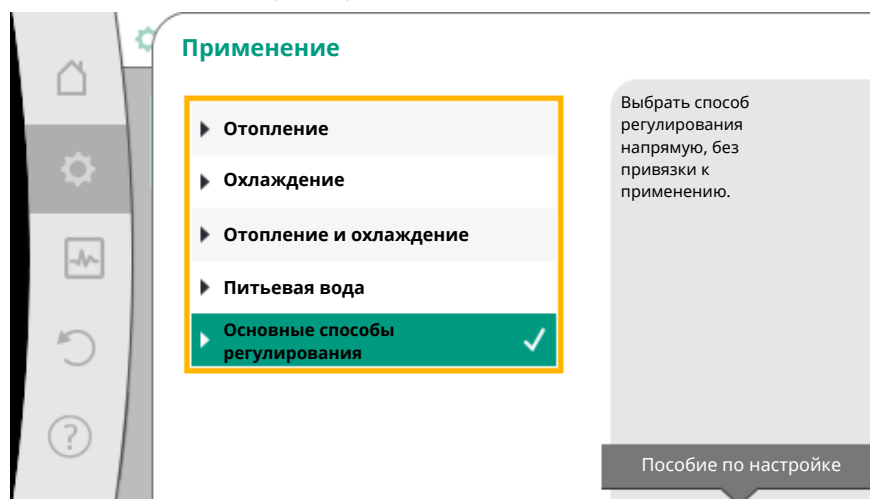 Применение
Отопление
Охлаждение
Отопление и охлаждение
Питьевая вода
Основные способы
регулирования
Выбрать способ
регулирования
напрямую, без
привязки к
применению.
Пособие по настройке
?